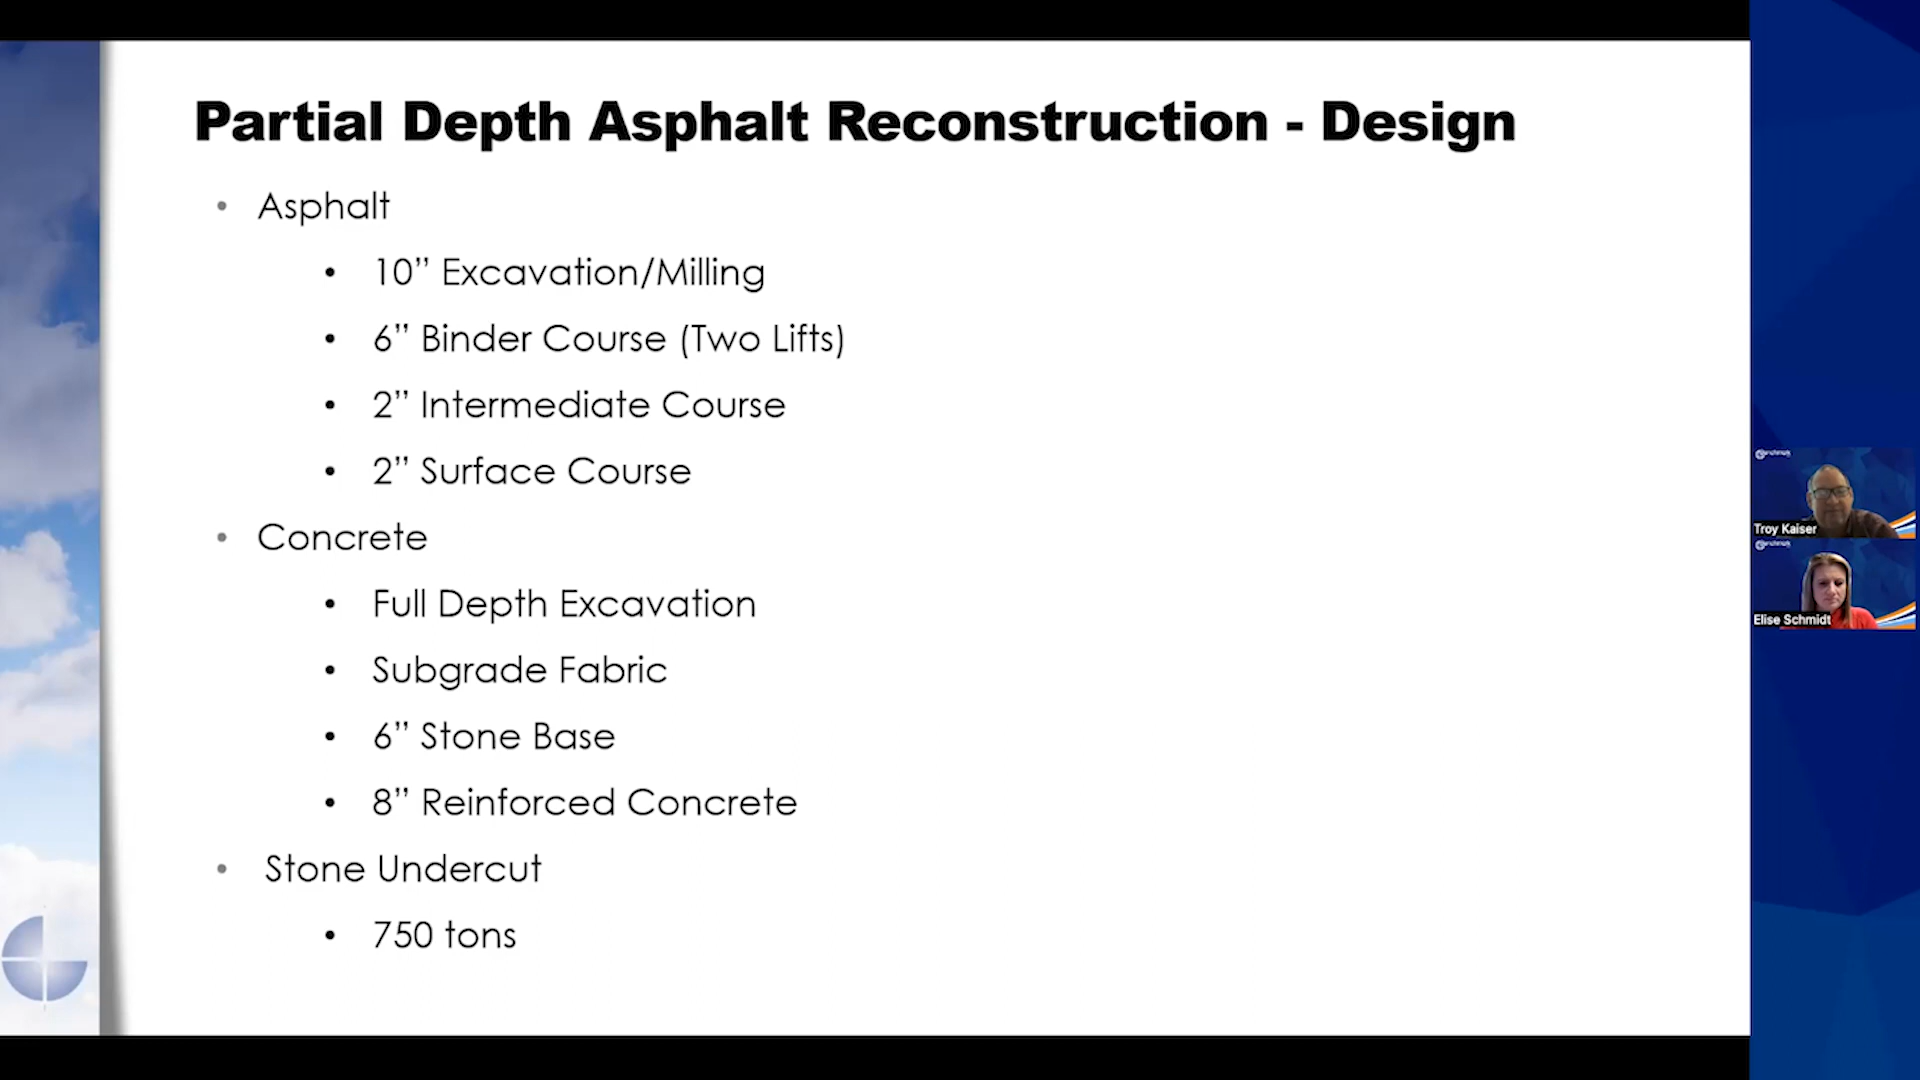 Partial Depth Asphalt Reconstruction - Design
• Asphalt
• 10” Excavation/Milling
• 6” Binder Course (Two Lifts)
• 2” Intermediate Course
• 2” Surface Course
• Concrete
• Full Depth Excavation
• Subgrade Fabric
• 6” Stone Base
• 8” Reinforced Concrete
• Stone Undercut
• 750 tons
Troy Kaiser
Elise Schmidt